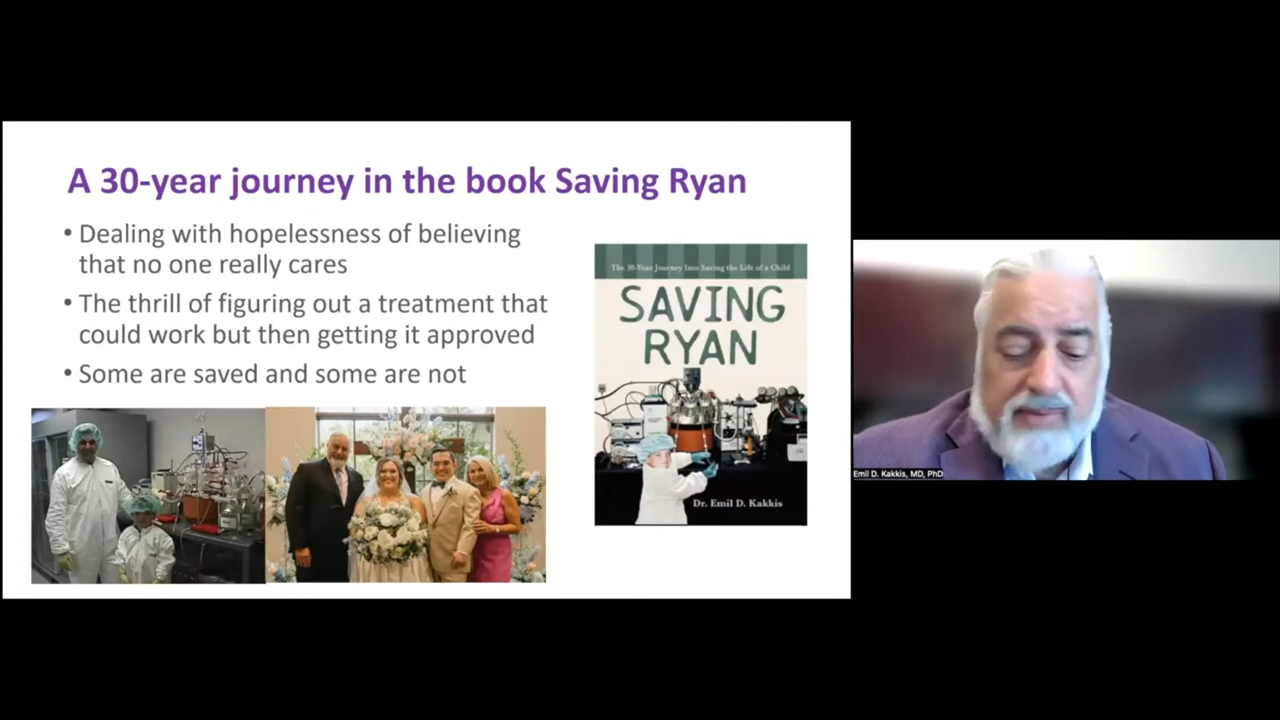 A 30-year journey in the book Saving Ryan
• Dealing with hopelessness of believing
that no one really cares
• The thrill of figuring out a treatment that
could work but then getting it approved
• Some are saved and some are not
The 30-Year Journey Into Saving the Life of a Child
SAVING
RYAN
Dr. Emil D. Kakkis
Emil D. Kakkis, MD, PhD